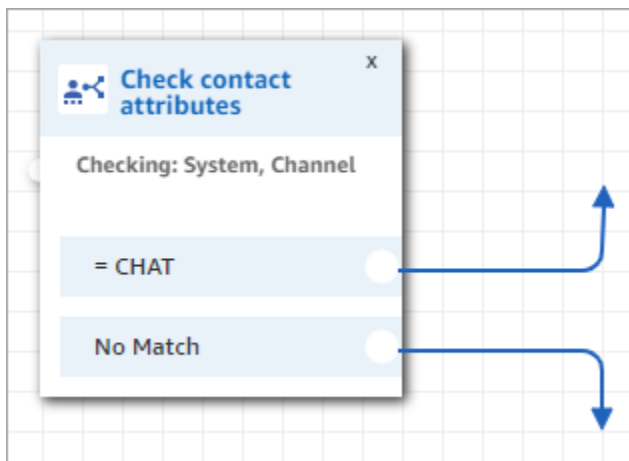 x
Check contact
attributes
Checking: System, Channel
= CHAT
No Match